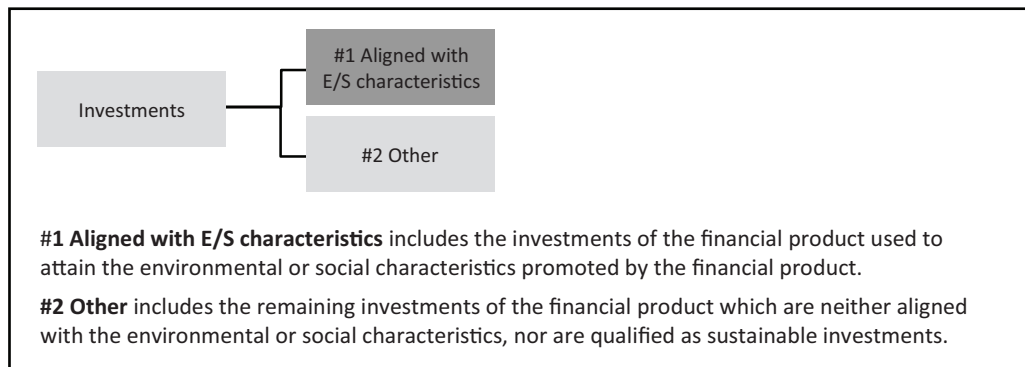 #1 Aligned with
E/S characteristics
Investments
#2 Other
#1 Aligned with E/S characteristics includes the investments of the financial product used to
attain the environmental or social characteristics promoted by the financial product.
#2 Other includes the remaining investments of the financial product which are neither aligned
with the environmental or social characteristics, nor are qualified as sustainable investments.